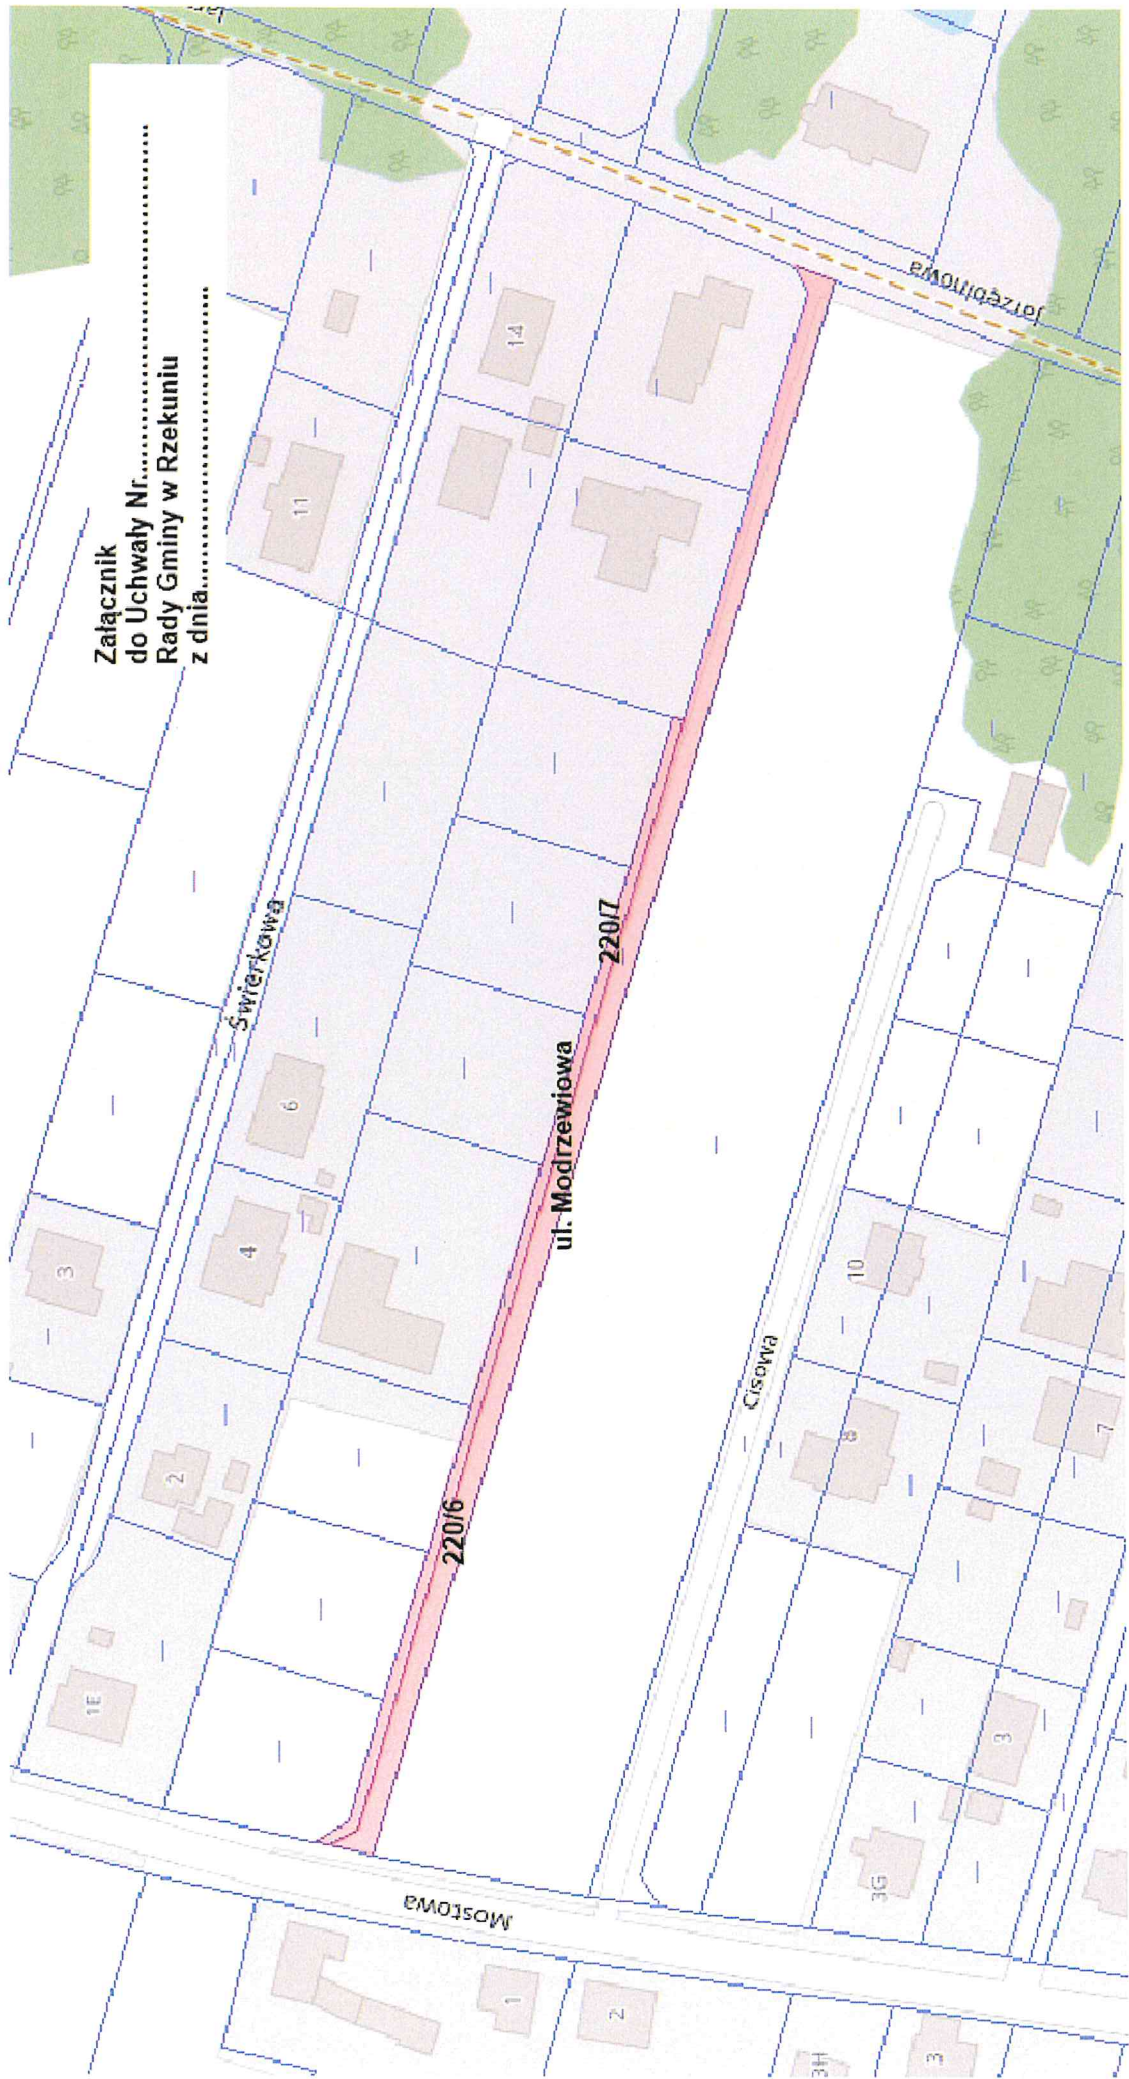 Załącznik
do Uchwały Nr......................................................
Rady Gminy w Rzekuniu
z dnia......................................................
Świerkowa
ul. Modrzewiowa
220/7
220/6
Cisowa
Mostowa
Jarzębinowa
14
11
6
4
3
2
1E
10
8
7
3
3G
1
2
3H
3